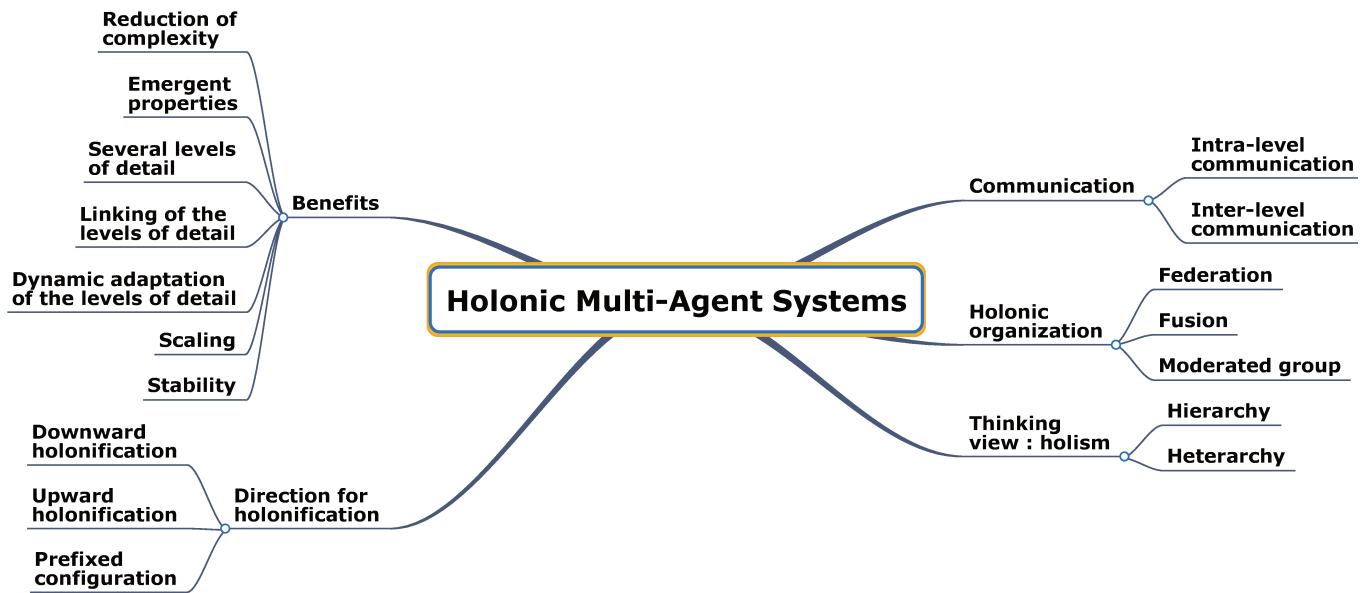 Reduction of
complexity
Emergent
properties
Several levels
of detail
Linking of the
levels of detail
Dynamic adaptation
of the levels of detail
Scaling
Stability
Benefits
Downward
holonification
Upward
holonification
Prefixed
configuration
Direction for
holonification
Holonic Multi-Agent Systems
Communication
Intra-level
communication
Inter-level
communication
Holonic
organization
Federation
Fusion
Moderated group
Thinking
view : holism
Hierarchy
Heterarchy